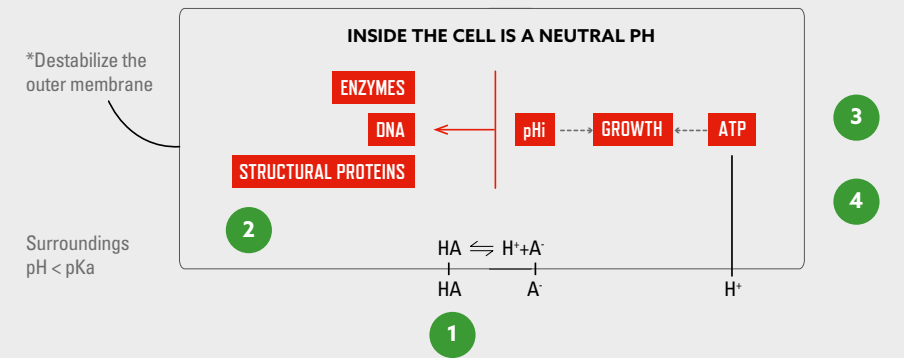 INSIDE THE CELL IS A NEUTRAL PH
*Destabilize the
outer membrane
ENZYMES
DNA
pHi
GROWTH
ATP
3
STRUCTURAL PROTEINS
4
2
Surroundings
pH < pKa
HA ⇋ H⁺+A⁻
HA
A⁻
H⁺
1